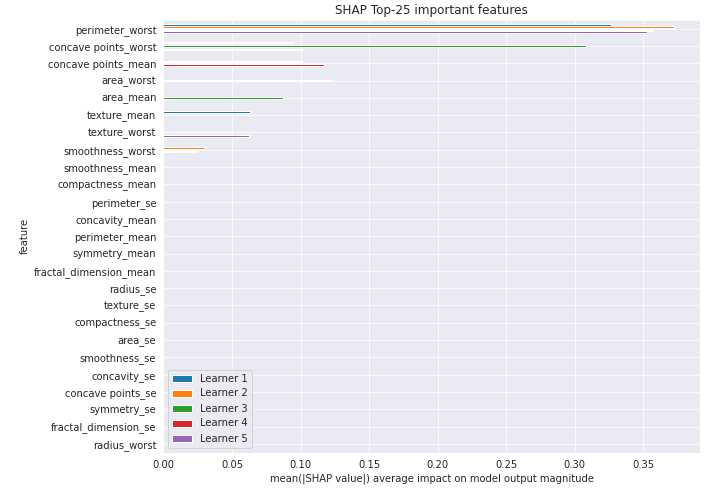 SHAP Top-25 important features
perimeter_worst
concave points_worst
concave points_mean
area_worst
area_mean
texture_mean
texture_worst
smoothness_worst
smoothness_mean
compactness_mean
perimeter_se
concavity_mean
perimeter_mean
symmetry_mean
fractal_dimension_mean
radius_se
texture_se
compactness_se
area_se
smoothness_se
concavity_se
concave points_se
symmetry_se
fractal_dimension_se
radius_worst
feature
Learner 1
Learner 2
Learner 3
Learner 4
Learner 5
0.00 0.05 0.10 0.15 0.20 0.25 0.30 0.35
mean(|SHAP value|) average impact on model output magnitude